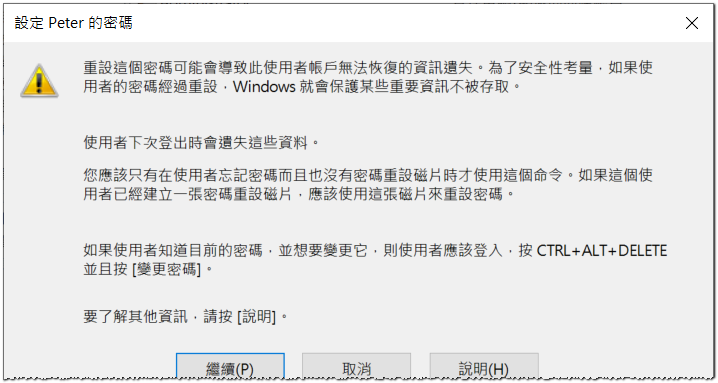 設定 Peter 的密碼
重設這個密碼可能會導致此使用者帳戶無法恢復的資訊遺失。為了安全性考量，如果使
用者的密碼經過重設，Windows 就會保護某些重要資訊不被存取。
使用者下次登出時會遺失這些資料。
您應該只有在使用者忘記密碼而且也沒有密碼重設磁片時才使用這個命令。如果這個使
用者已經建立一張密碼重設磁片，應該使用這張磁片來重設密碼。
如果使用者知道目前的密碼，並想要變更它，則使用者應該登入，按 CTRL+ALT+DELETE
並且按 [變更密碼]。
要了解其他資訊，請按 [說明]。
繼續(P) 取消 說明(H)